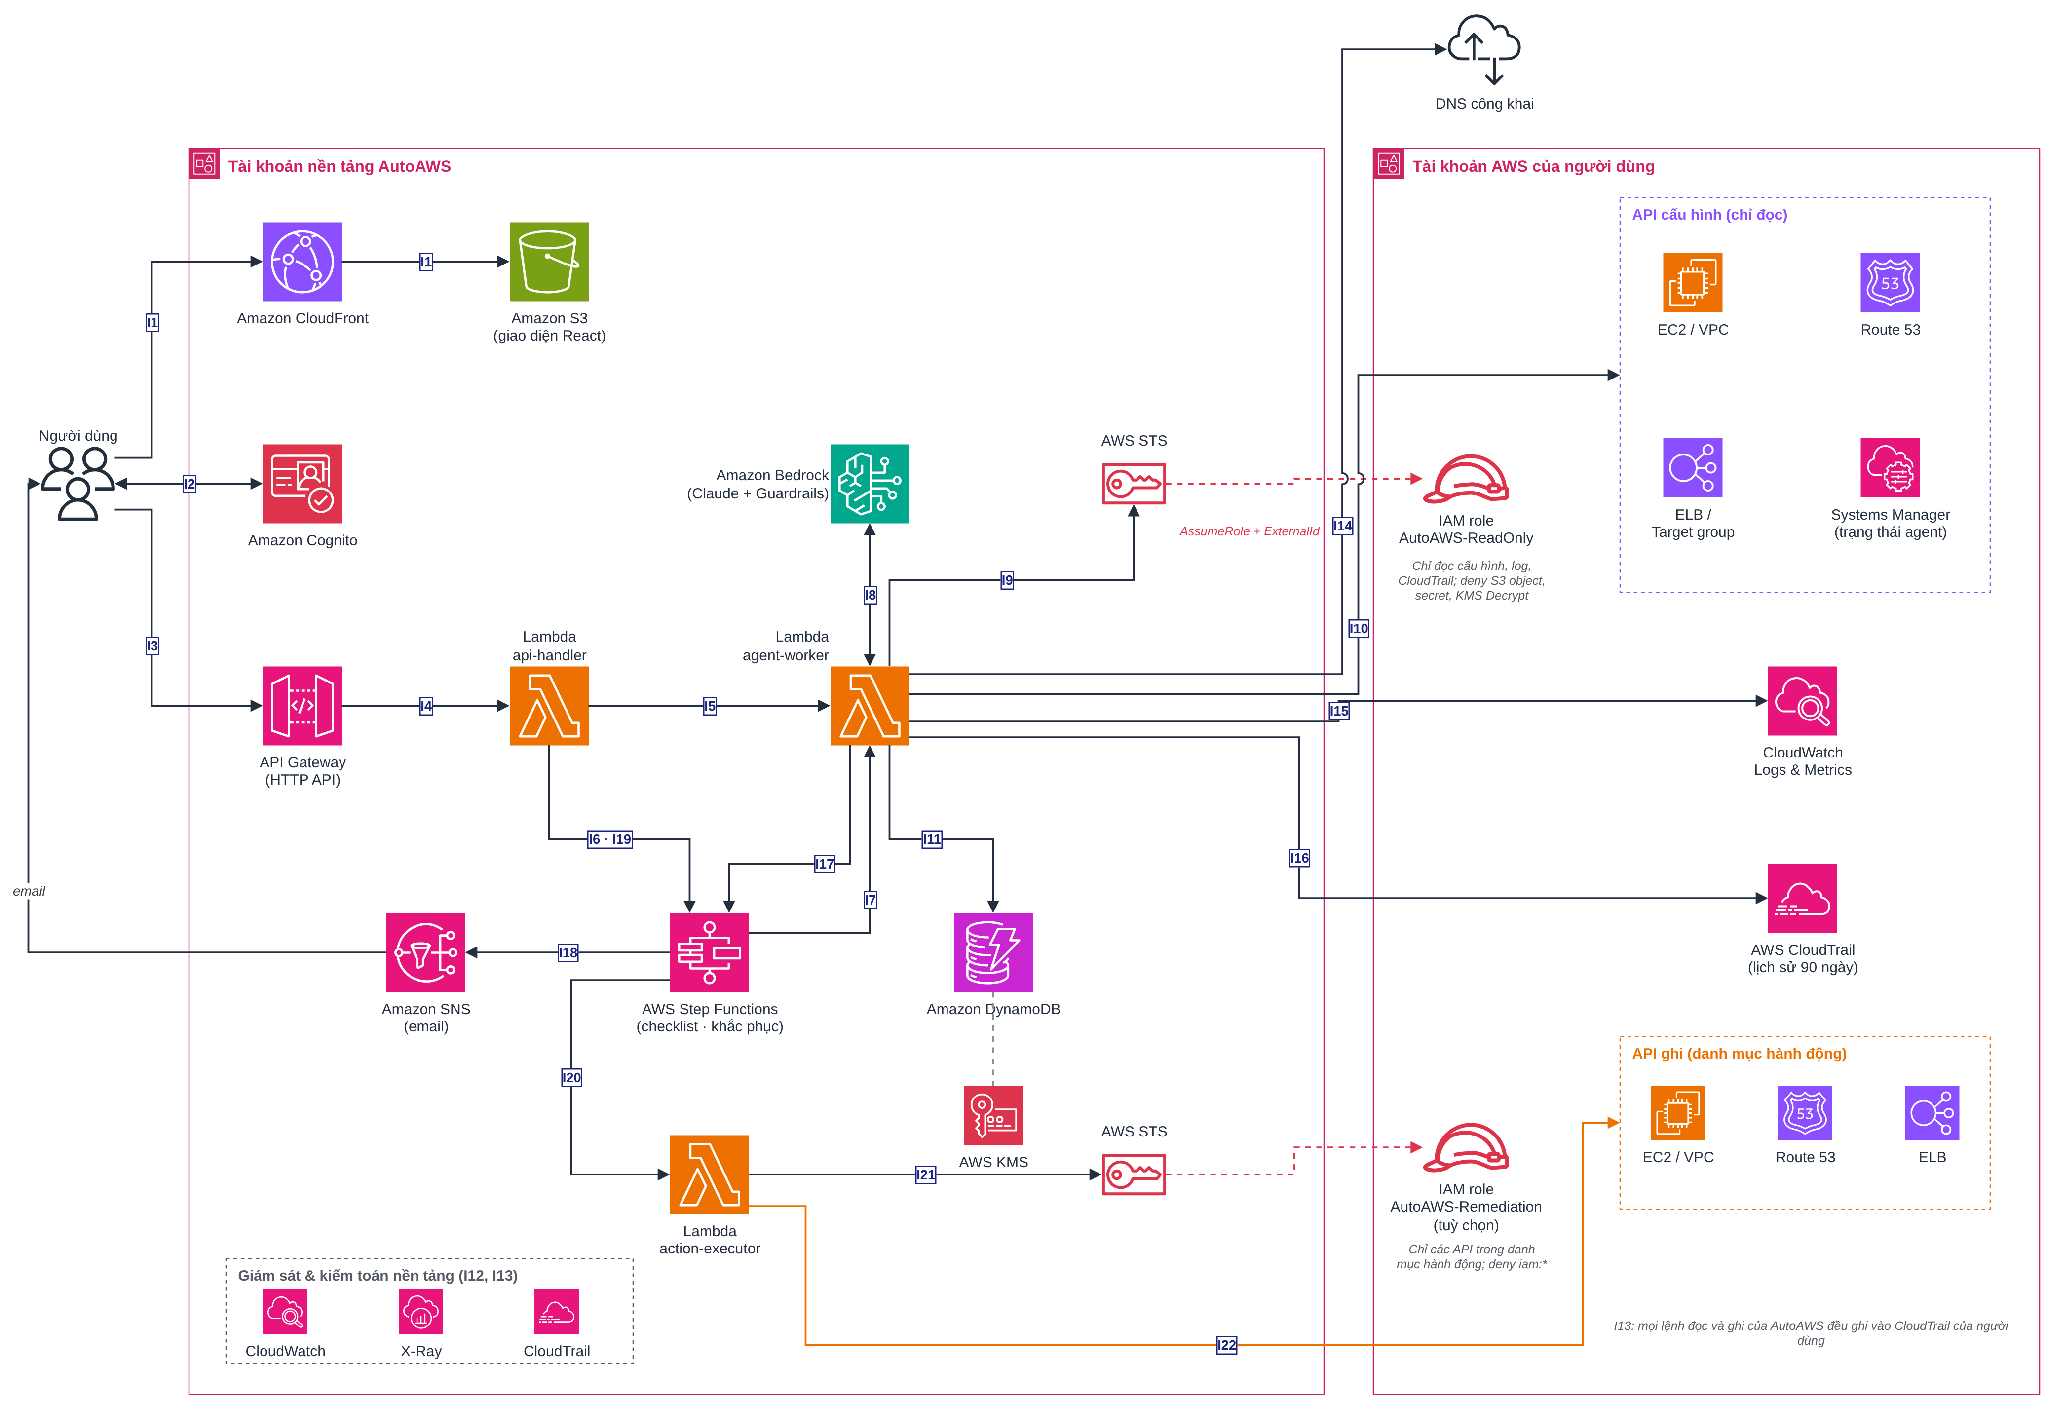 DNS công khai
Tài khoản nền tảng AutoAWS
Tài khoản AWS của người dùng
API cấu hình (chỉ đọc)
EC2 / VPC
Route 53
ELB /
Target group
Systems Manager
(trạng thái agent)
I1
Amazon CloudFront
Amazon S3
(giao diện React)
I1
Người dùng
I2
Amazon Cognito
Amazon Bedrock
(Claude + Guardrails)
AWS STS
AssumeRole + ExternalId
I14
IAM role
AutoAWS-ReadOnly
Chỉ đọc cấu hình, log,
CloudTrail; deny S3 object,
secret, KMS Decrypt
I9
I8
I10
I3
Lambda
api-handler
Lambda
agent-worker
I4
I5
I15
API Gateway
(HTTP API)
CloudWatch
Logs & Metrics
I6 · I19
I17
I11
I7
I16
email
I18
Amazon SNS
(email)
AWS Step Functions
(checklist · khắc phục)
Amazon DynamoDB
AWS CloudTrail
(lịch sử 90 ngày)
I20
AWS KMS
AWS STS
I21
Lambda
action-executor
IAM role
AutoAWS-Remediation
(tuỳ chọn)
Chỉ các API trong danh
mục hành động; deny iam:*
API ghi (danh mục hành động)
EC2 / VPC
Route 53
ELB
Giám sát & kiểm toán nền tảng (I12, I13)
CloudWatch
X-Ray
CloudTrail
I22
I13: mọi lệnh đọc và ghi của AutoAWS đều ghi vào CloudTrail của người
dùng
53
53